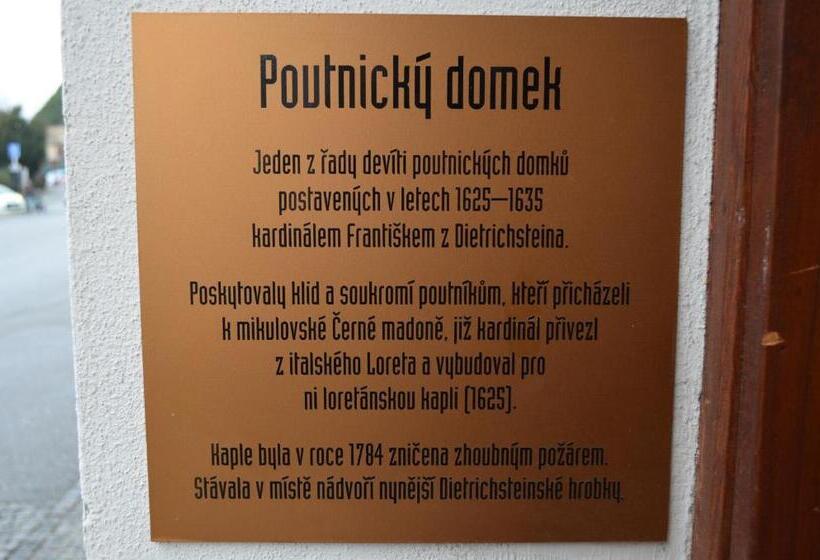 Poutnický domek
Jeden z řady devíti poutnických domků
postavených v letech 1625—1635
kardinálem Františkem z Dietrichsteina.
Poskytovaly klid a soukromí poutníkům, kteří přicházeli
k mikulovské Černé madoně, již kardinál přivezl
z italského Loreta a vybudoval pro
ni loretánskou kapli (1625).
Kaple byla v roce 1784 zničena zhoubným požárem.
Stávala v místě nádvoří nynější Dietrichsteinské hrobky.